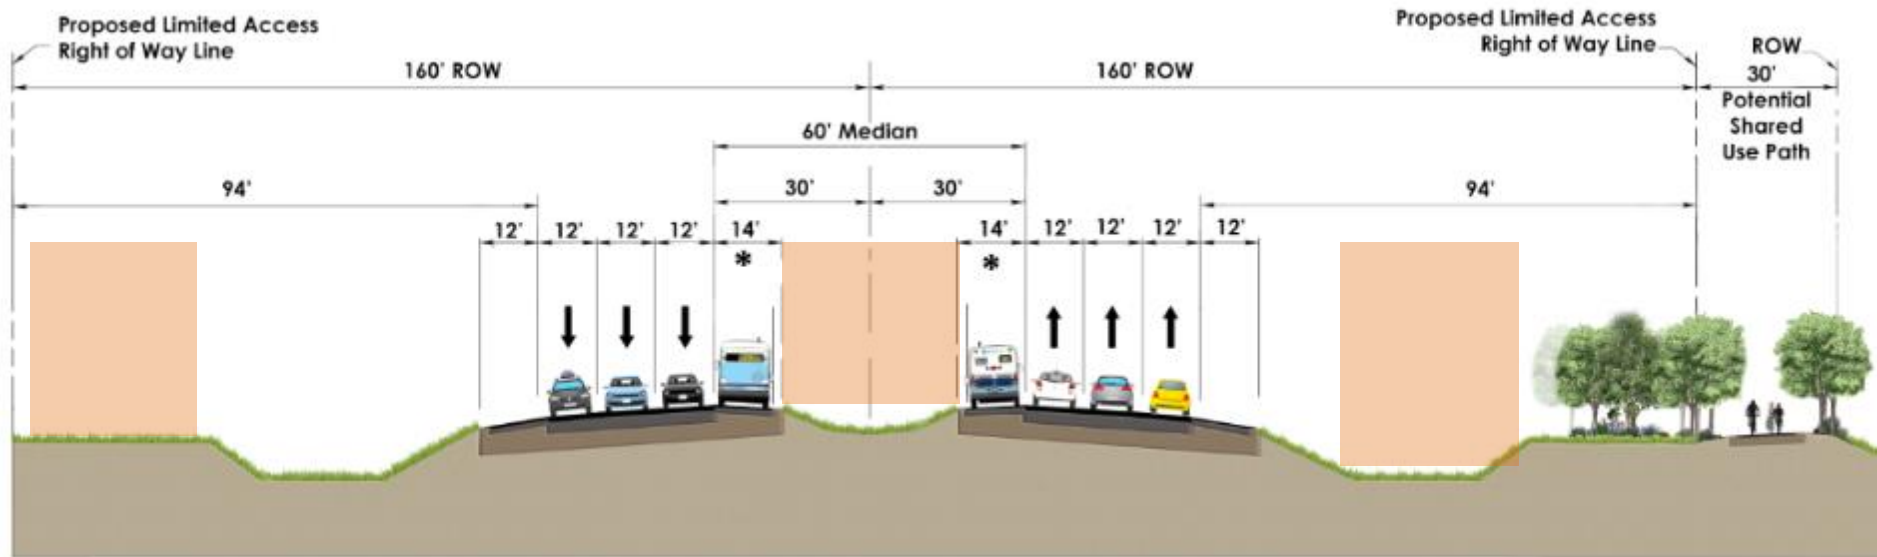 Proposed Limited Access
Right of Way Line
Proposed Limited Access
Right of Way Line
ROW
160' ROW
160' ROW
30'
Potential
Shared
Use Path
60' Median
94'
30'
30'
94'
12'
12'
12'
12'
14'
14'
12'
12'
12'
12'
*
*